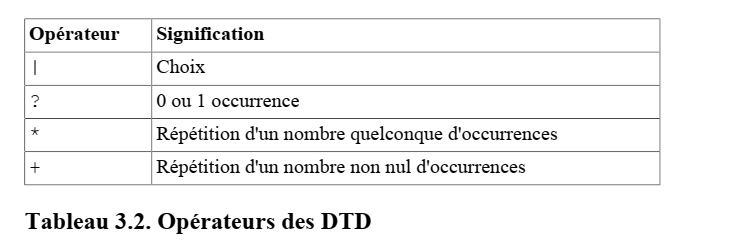 Opérateur Signification
| Choix
? 0 ou 1 occurrence
* Répétition d'un nombre quelconque d'occurrences
+ Répétition d'un nombre non nul d'occurrences
Tableau 3.2. Opérateurs des DTD